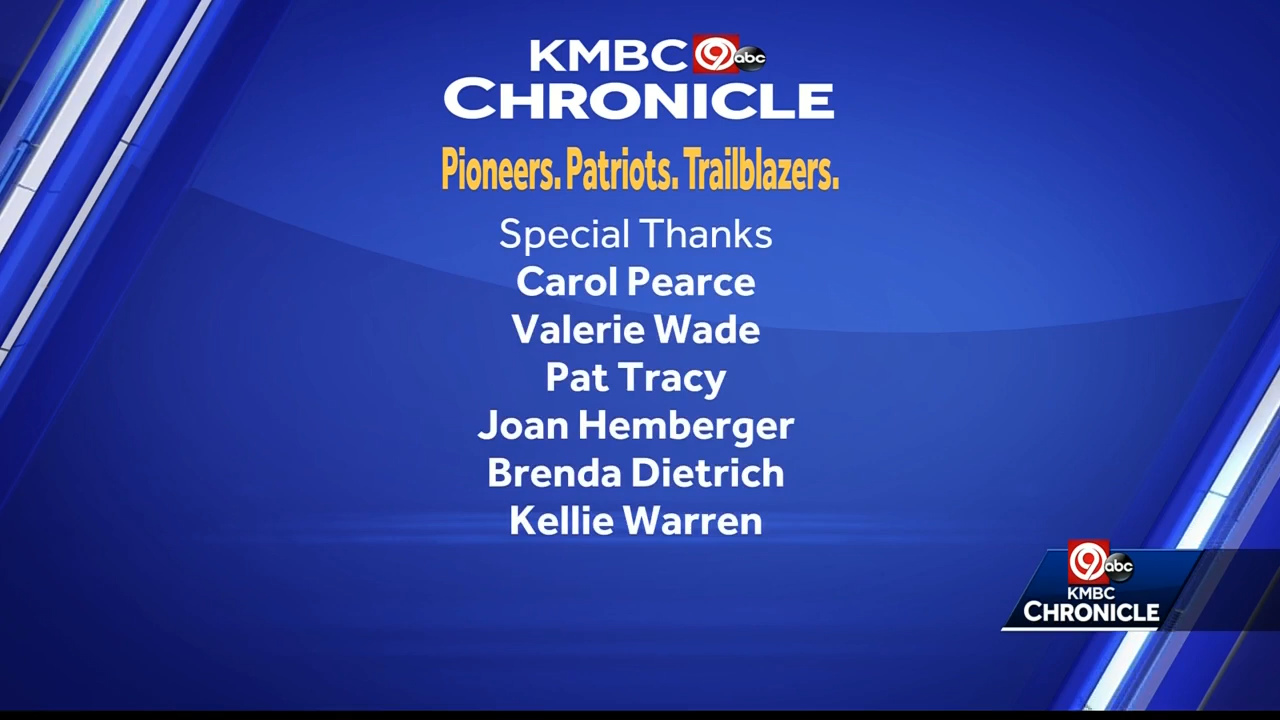 KMBC 9 abc
CHRONICLE
Pioneers. Patriots. Trailblazers.
Special Thanks
Carol Pearce
Valerie Wade
Pat Tracy
Joan Hemberger
Brenda Dietrich
Kellie Warren
9 abc
KMBC
CHRONICLE